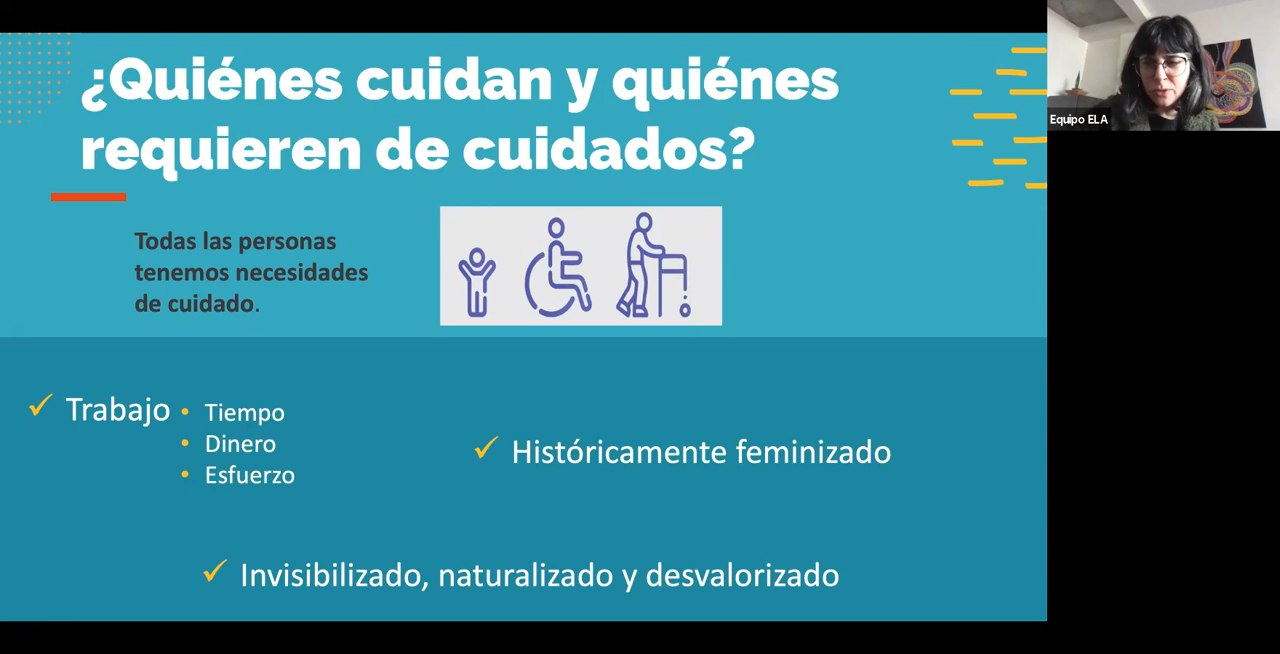 ¿Quiénes cuidan y quiénes
requieren de cuidados?
Equipo ELA
Todas las personas
tenemos necesidades
de cuidado.
✓ Trabajo
• Tiempo
• Dinero
• Esfuerzo
✓ Históricamente feminizado
✓ Invisibilizado, naturalizado y desvalorizado